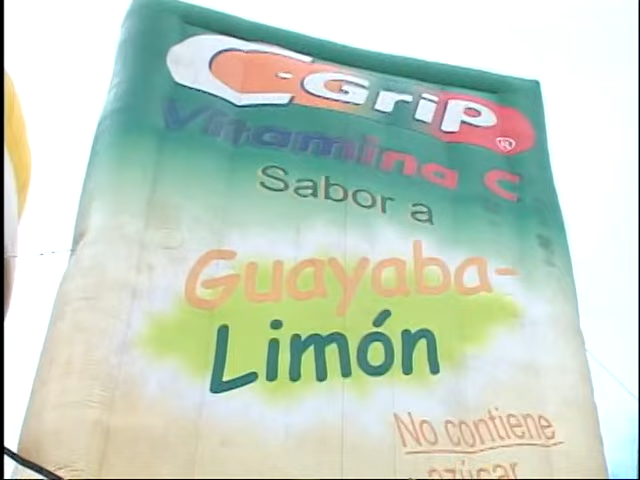 C-GriP®
Vitamina C
Sabor a
Guayaba-
Limón
No contiene
azúcar